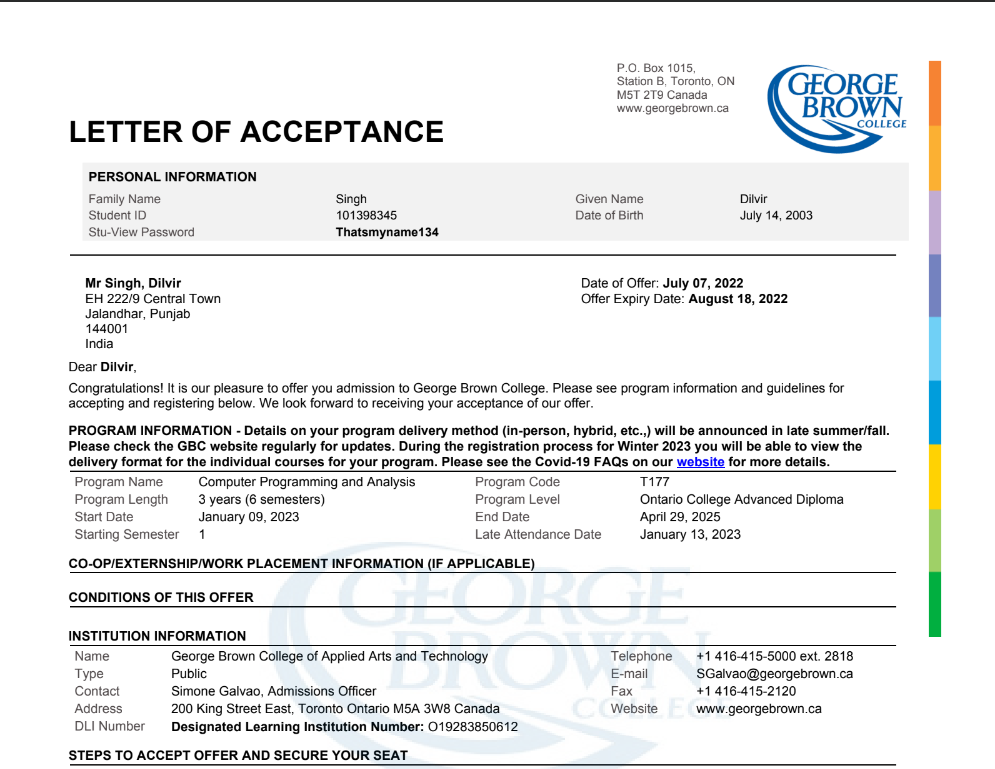 P.O. Box 1015,
Station B, Toronto, ON
M5T 2T9 Canada
www.georgebrown.ca
GEORGE
BROWN
COLLEGE
LETTER OF ACCEPTANCE
PERSONAL INFORMATION
Family Name Singh Given Name Dilvir
Student ID 101398345 Date of Birth July 14, 2003
Stu-View Password Thatsmyname134
Mr Singh, Dilvir Date of Offer: July 07, 2022
EH 222/9 Central Town Offer Expiry Date: August 18, 2022
Jalandhar, Punjab
144001
India
Dear Dilvir,
Congratulations! It is our pleasure to offer you admission to George Brown College. Please see program information and guidelines for
accepting and registering below. We look forward to receiving your acceptance of our offer.
PROGRAM INFORMATION - Details on your program delivery method (in-person, hybrid, etc.,) will be announced in late summer/fall.
Please check the GBC website regularly for updates. During the registration process for Winter 2023 you will be able to view the
delivery format for the individual courses for your program. Please see the Covid-19 FAQs on our website for more details.
Program Name Computer Programming and Analysis Program Code T177
Program Length 3 years (6 semesters) Program Level Ontario College Advanced Diploma
Start Date January 09, 2023 End Date April 29, 2025
Starting Semester 1 Late Attendance Date January 13, 2023
CO-OP/EXTERNSHIP/WORK PLACEMENT INFORMATION (IF APPLICABLE)
CONDITIONS OF THIS OFFER
INSTITUTION INFORMATION
Name George Brown College of Applied Arts and Technology Telephone +1 416-415-5000 ext. 2818
Type Public E-mail SGalvao@georgebrown.ca
Contact Simone Galvao, Admissions Officer Fax +1 416-415-2120
Address 200 King Street East, Toronto Ontario M5A 3W8 Canada Website www.georgebrown.ca
DLI Number Designated Learning Institution Number: O19283850612
STEPS TO ACCEPT OFFER AND SECURE YOUR SEAT
GEORGE
BROWN
COLLEGE